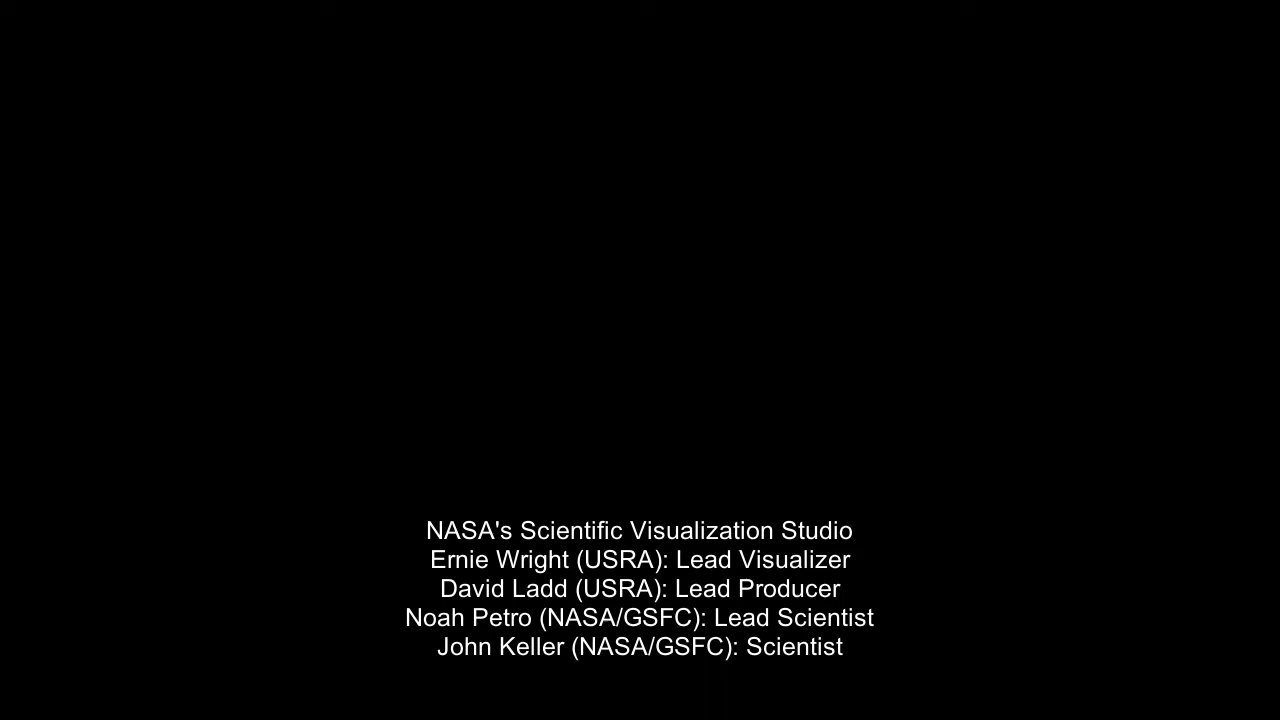 NASA's Scientific Visualization Studio
Ernie Wright (USRA): Lead Visualizer
David Ladd (USRA): Lead Producer
Noah Petro (NASA/GSFC): Lead Scientist
John Keller (NASA/GSFC): Scientist